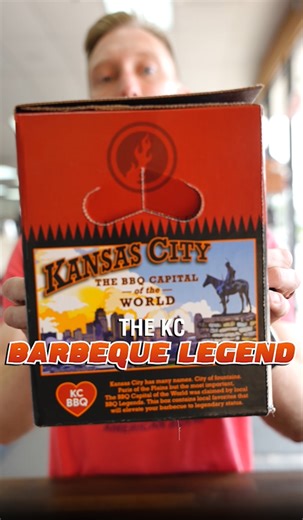 KANSAS CITY
THE BBQ CAPITAL
of the
WORLD
THE KC
BARBEQUE LEGEND
KC
BBQ
Kansas City has many names. City of fountains
Paris of the Plains but the most important,
The BBQ Capital of the World was claimed by local
BBQ Legends. This box contains local favorites that
will elevate your barbecue to legendary status.